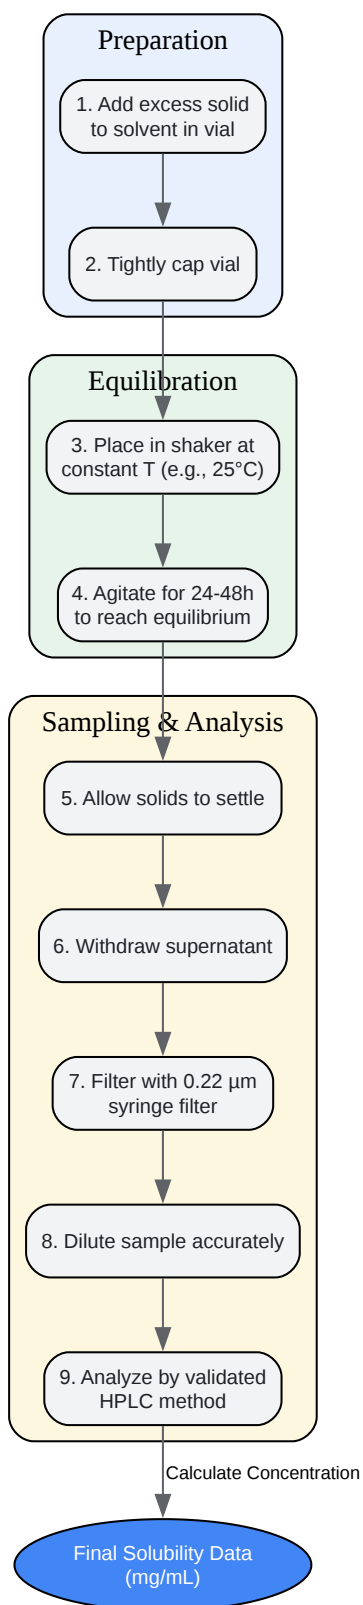 Preparation
1. Add excess solid
to solvent in vial
2. Tightly cap vial
Equilibration
3. Place in shaker at
constant T (e.g., 25°C)
4. Agitate for 24-48h
to reach equilibrium
Sampling & Analysis
5. Allow solids to settle
6. Withdraw supernatant
7. Filter with 0.22 µm
syringe filter
8. Dilute sample accurately
9. Analyze by validated
HPLC method
Calculate Concentration
Final Solubility Data
(mg/mL)